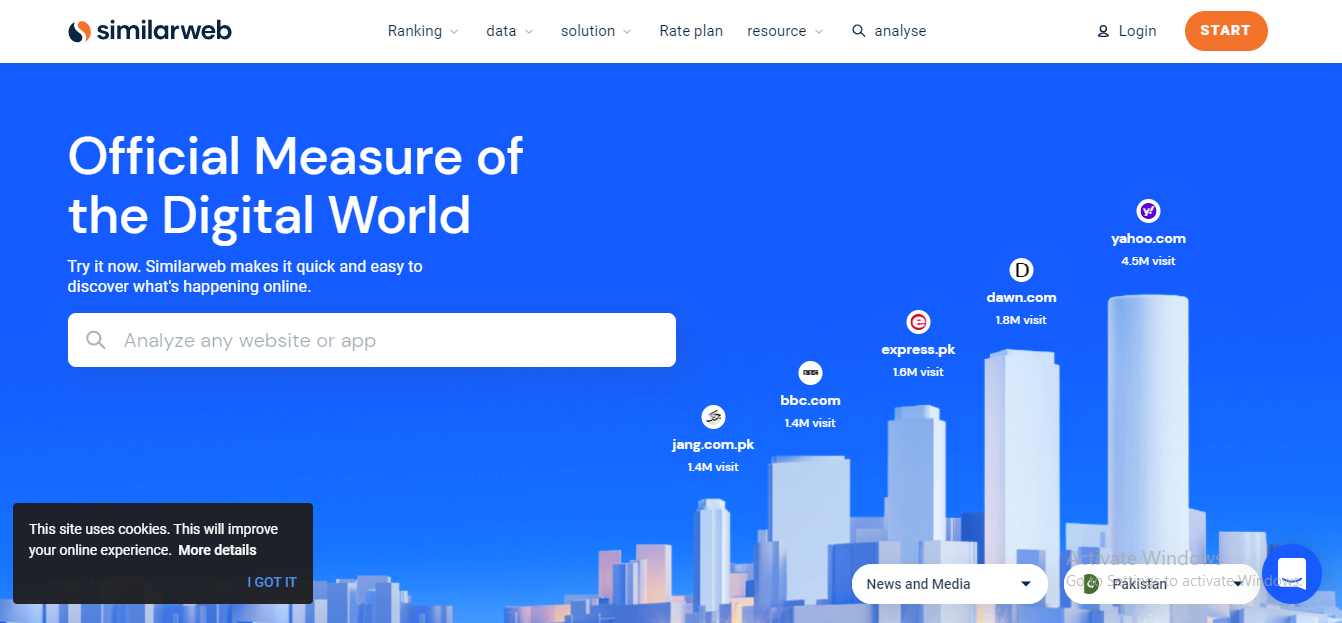 similarweb
Ranking
data
solution
Rate plan
resource
analyse
Login
START
Official Measure of
the Digital World
Try it now. Similarweb makes it quick and easy to
discover what's happening online.
Analyze any website or app
yahoo.com
4.5M visit
D
dawn.com
1.8M visit
express.pk
1.6M visit
bbc.com
1.4M visit
jang.com.pk
1.4M visit
This site uses cookies. This will improve
your online experience. More details
I GOT IT
News and Media
Pakistan
Activate Windows
Go to Settings to activate Windows.